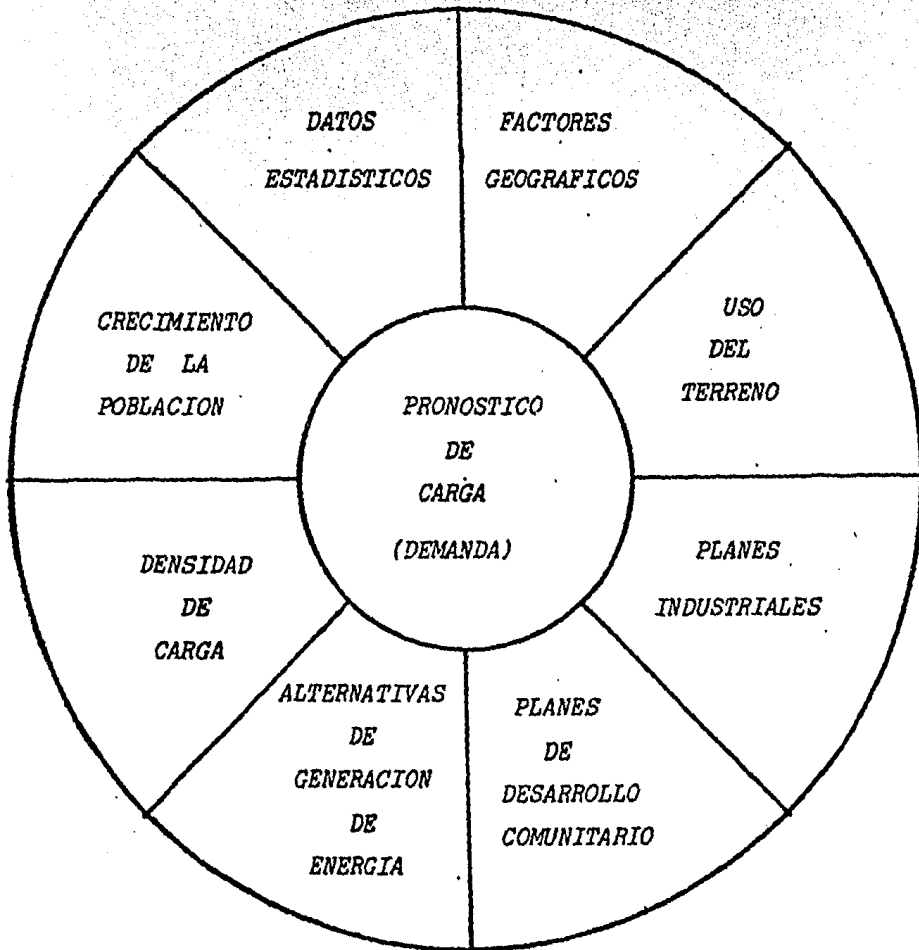 DATOS
ESTADISTICOS
FACTORES
GEOGRAFICOS
USO
DEL
TERRENO
PLANES
INDUSTRIALES
PLANES
DE
DESARROLLO
COMUNITARIO
ALTERNATIVAS
DE
GENERACION
DE
ENERGIA
DENSIDAD
DE
CARGA
CRECIMIENTO
DE LA
POBLACION
PRONOSTICO
DE
CARGA
(DEMANDA)